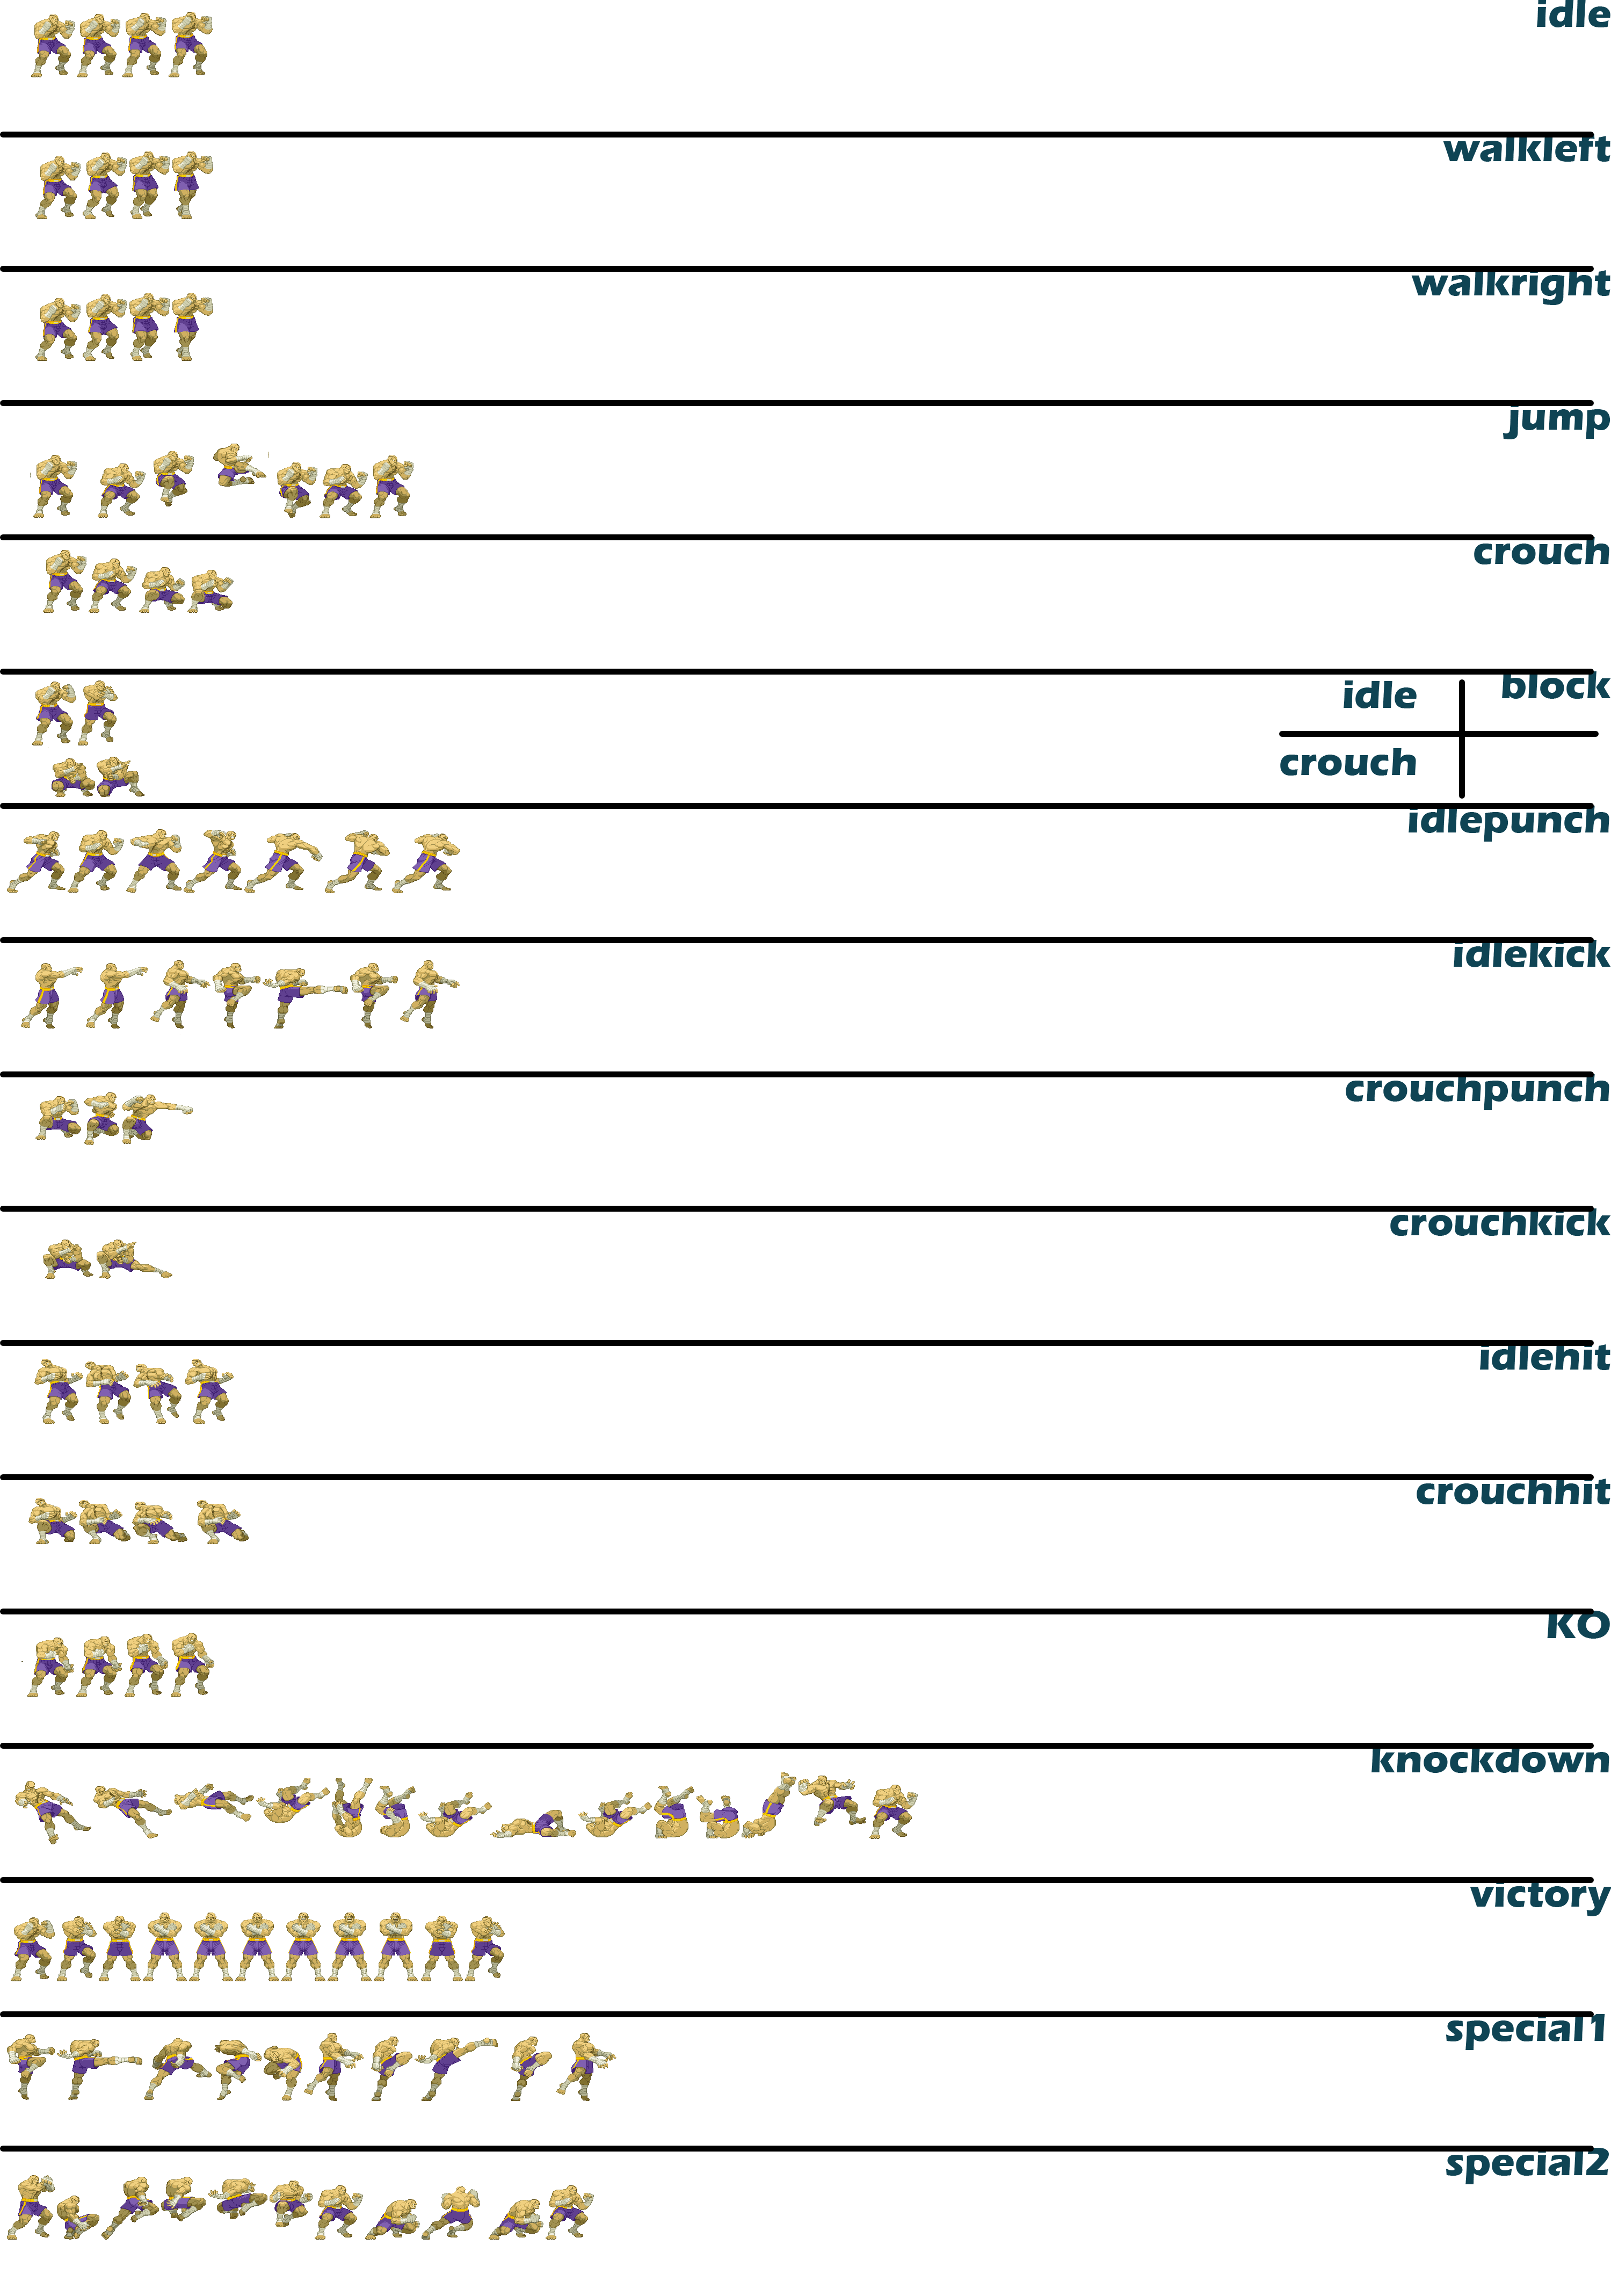 idle
walkleft
walkright
jump
crouch
block
idle
crouch
idlepunch
idlekick
crouchpunch
crouchkick
idlehit
crouchhit
KO
knockdown
victory
special1
special2